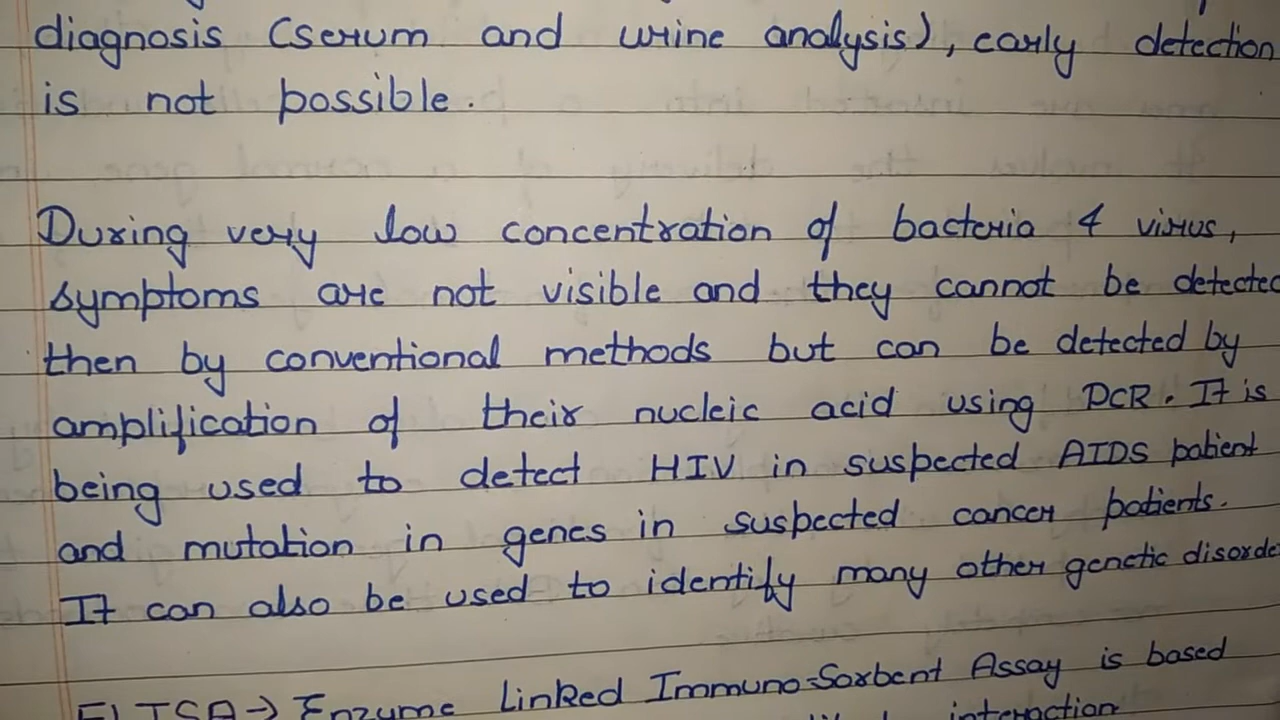 diagnosis (serum and urine analysis), early detection
is not possible.
During very low concentration of bacteria & virus,
symptoms are not visible and they cannot be detected
then by conventional methods but can be detected by
amplification of their nucleic acid using PCR. It is
being used to detect HIV in suspected AIDS patient
and mutation in genes in suspected cancer patients.
It can also be used to identify many other genetic disorde
ELISA → Enzyme Linked Immuno-Sorbent Assay is based
interaction